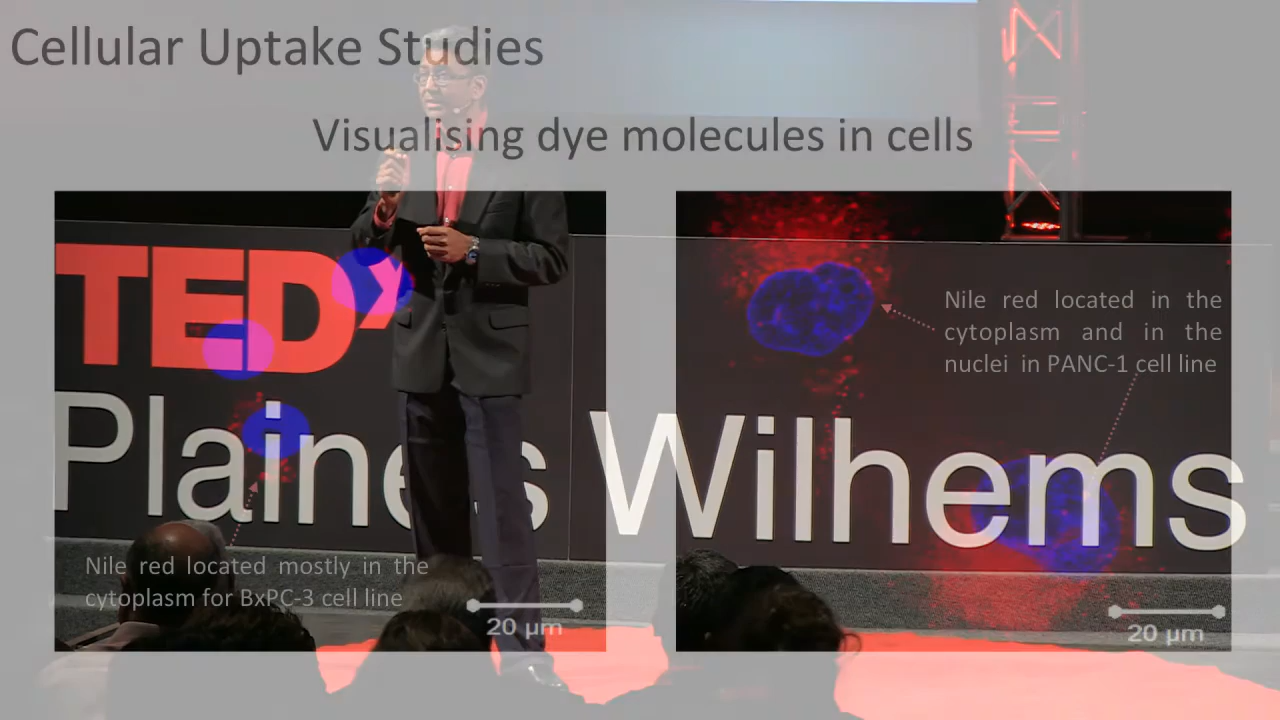 Cellular Uptake Studies
Visualising dye molecules in cells
TEDx
Plaines Wilhems
Nile red located in the
cytoplasm and in the
nuclei in PANC-1 cell line
Nile red located mostly in the
cytoplasm for BxPC-3 cell line
20 µm
20 µm